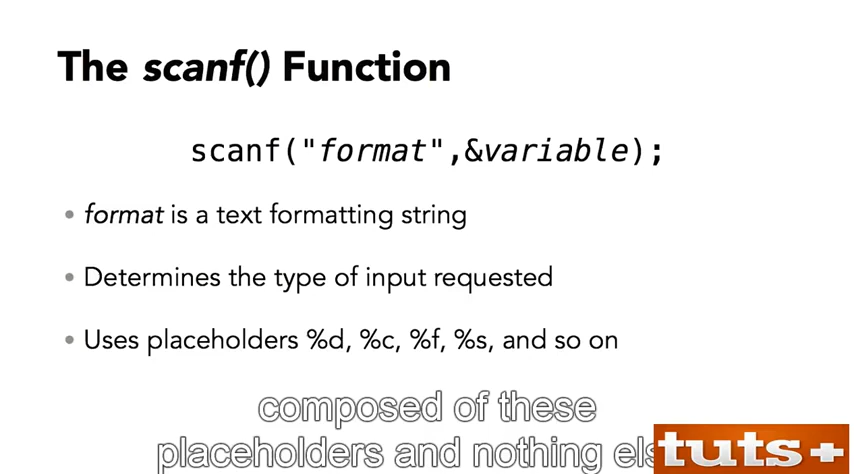 The scanf() Function
scanf("format",&variable);
• format is a text formatting string
• Determines the type of input requested
• Uses placeholders %d, %c, %f, %s, and so on
composed of these
placeholders and nothing
tuts+